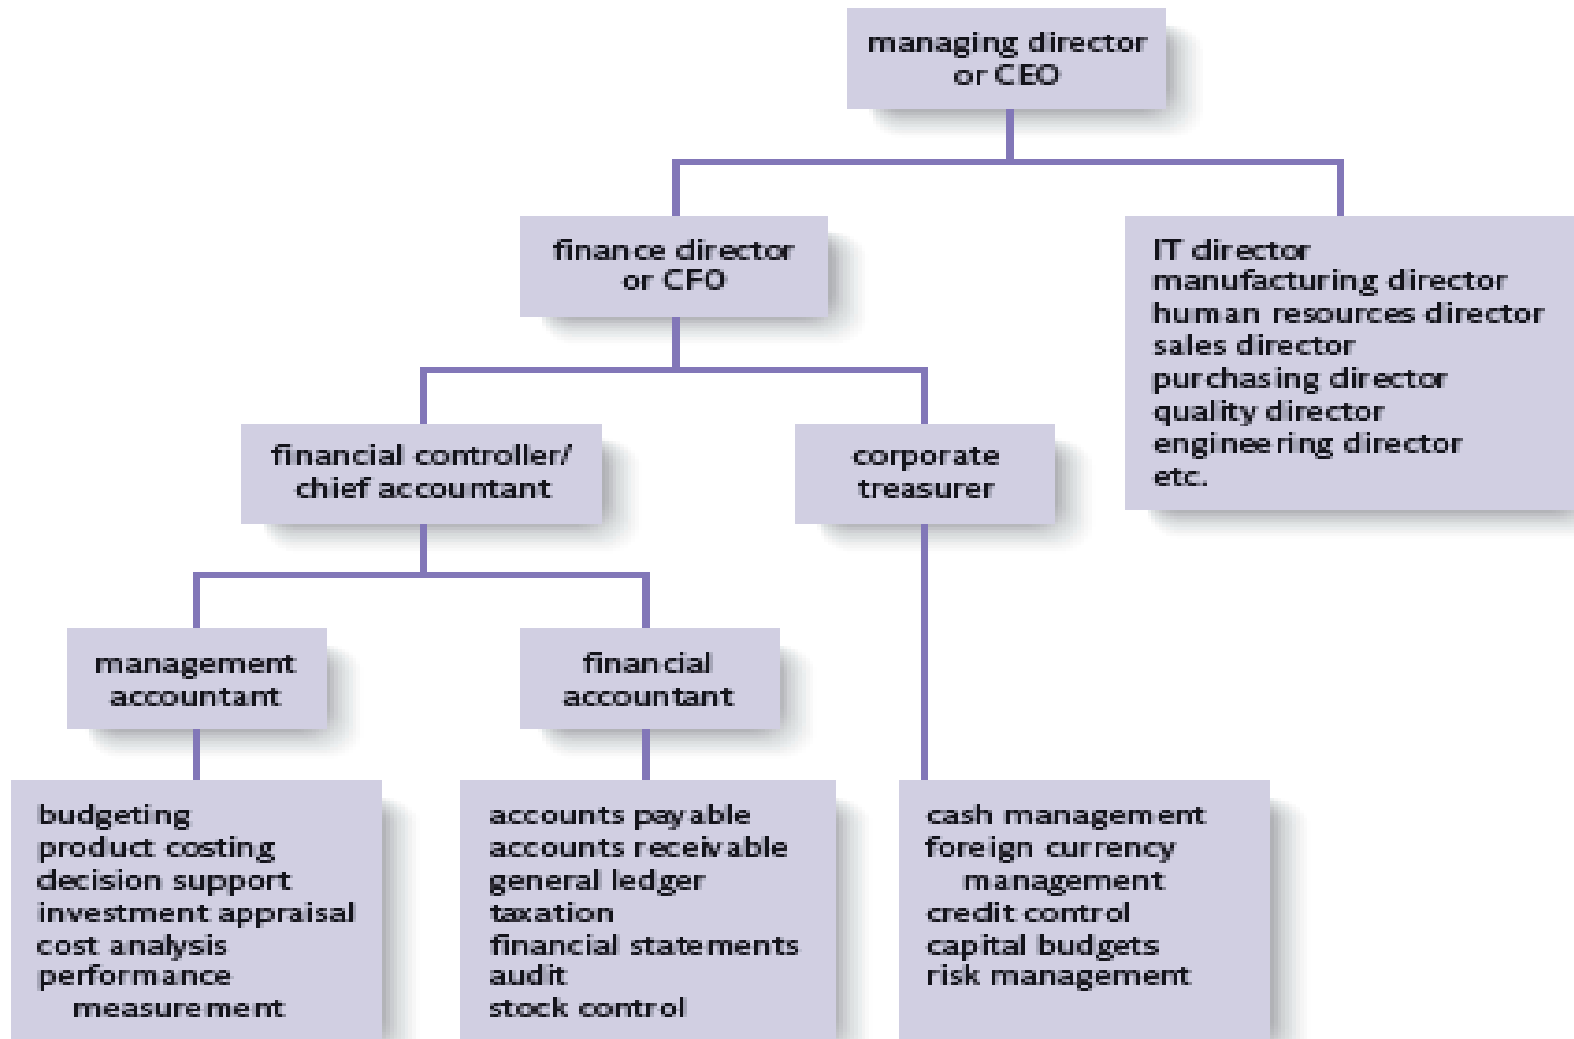 managing director
or CEO
finance director
or CFO
IT director
manufacturing director
human resources director
sales director
purchasing director
quality director
engineering director
etc.
financial controller/
chief accountant
corporate
treasurer
management
accountant
financial
accountant
budgeting
product costing
decision support
investment appraisal
cost analysis
performance
measurement
accounts payable
accounts receivable
general ledger
taxation
financial statements
audit
stock control
cash management
foreign currency
management
credit control
capital budgets
risk management